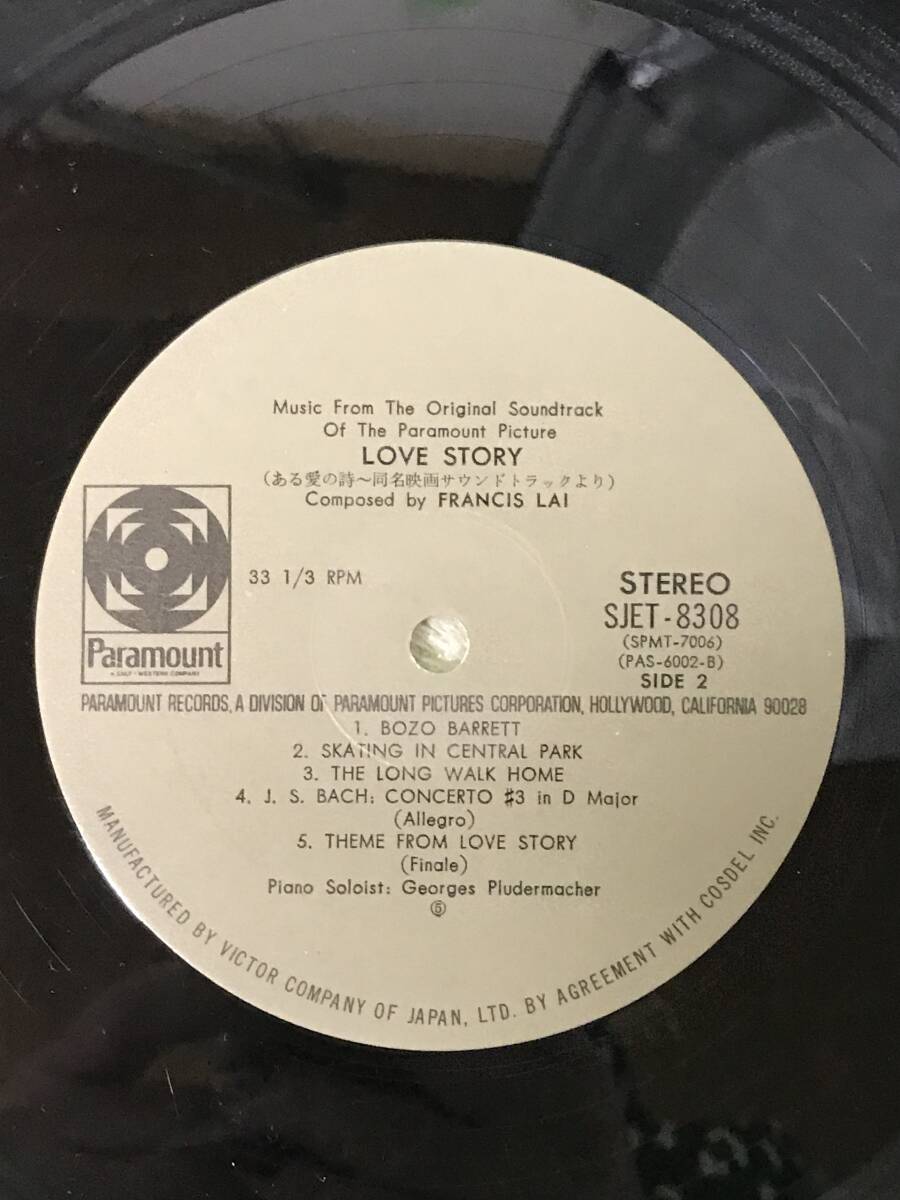 Music From The Original Soundtrack
Of The Paramount Picture
LOVE STORY
(ある愛の詩〜同名映画サウンドトラックより)
Composed by FRANCIS LAI
33 1/3 RPM
STEREO
SJET-8308
(SPMT-7006)
(PAS-6002-B)
SIDE 2
Paramount
A GULF+WESTERN COMPANY
PARAMOUNT RECORDS, A DIVISION OF PARAMOUNT PICTURES CORPORATION, HOLLYWOOD, CALIFORNIA 90028
1. BOZO BARRETT
2. SKATING IN CENTRAL PARK
3. THE LONG WALK HOME
4. J. S. BACH: CONCERTO #3 in D Major
(Allegro)
5. THEME FROM LOVE STORY
(Finale)
Piano Soloist: Georges Pludermacher
⑤
MANUFACTURED BY VICTOR COMPANY OF JAPAN, LTD. BY AGREEMENT WITH COSDEL INC.